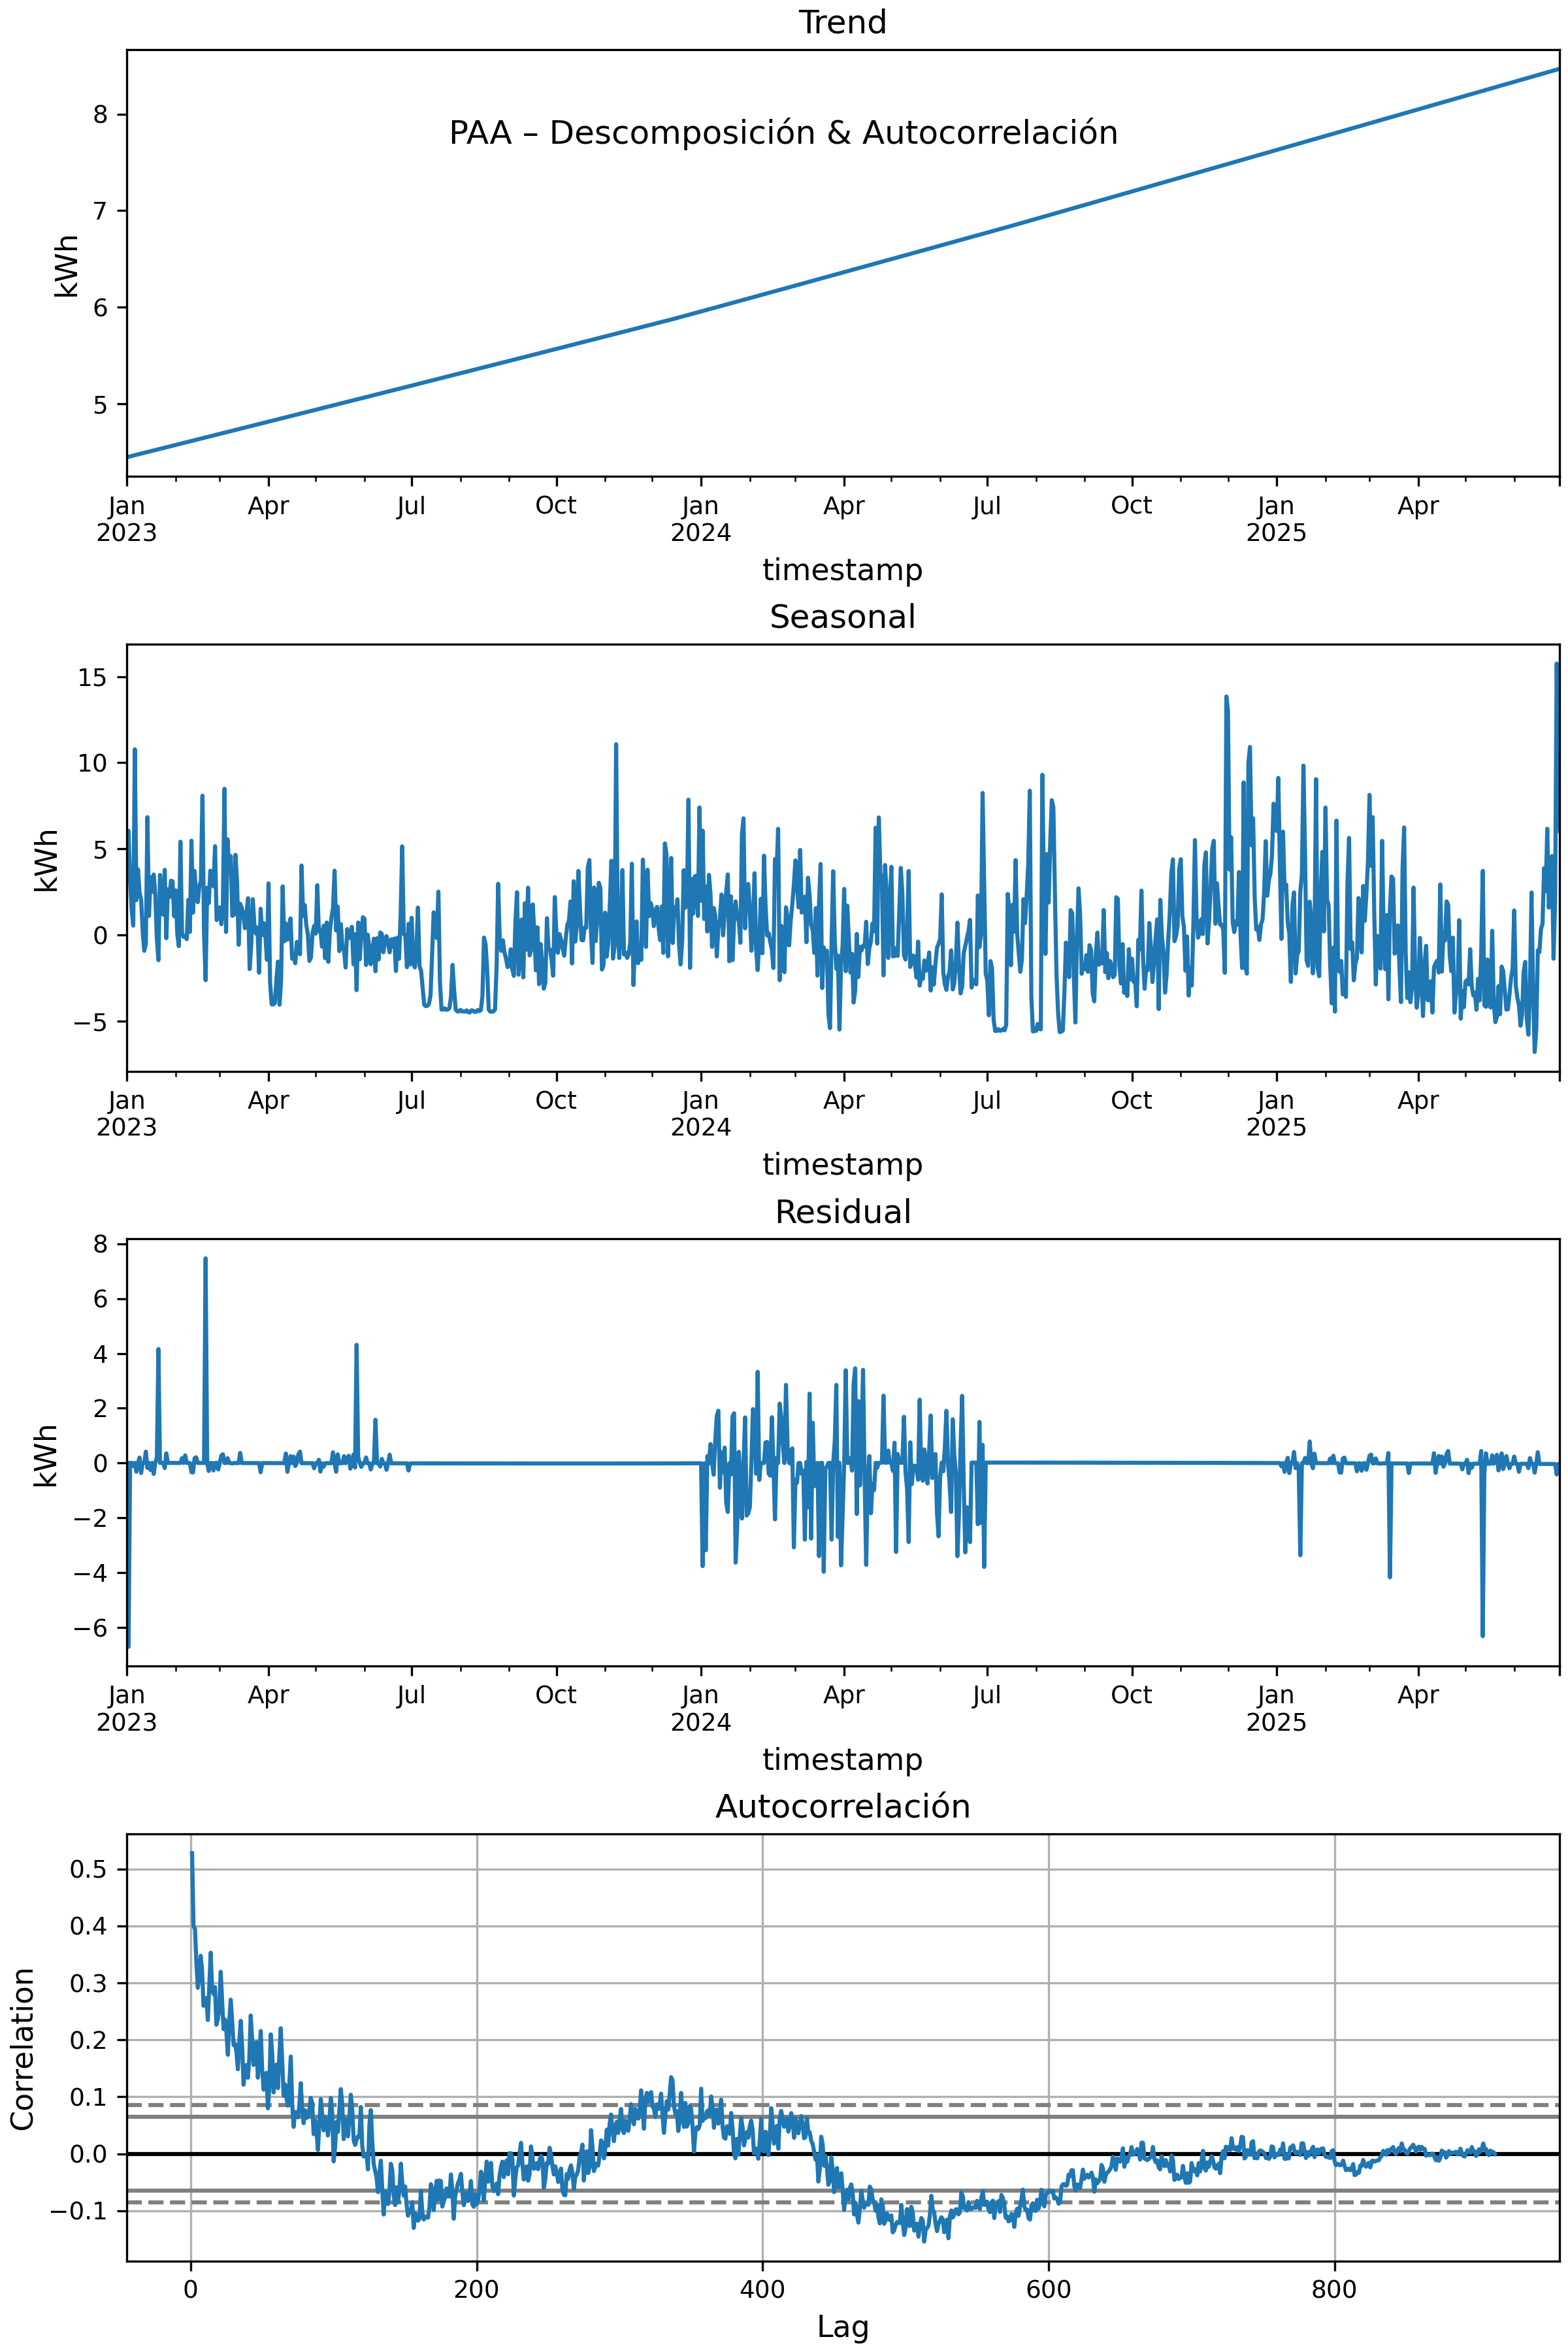 Trend
PAA – Descomposición & Autocorrelación
8
7
6
5
kWh
Jan Apr Jul Oct Jan Apr Jul Oct Jan Apr
2023 2024 2025
timestamp
Seasonal
15
10
5
0
−5
kWh
Jan Apr Jul Oct Jan Apr Jul Oct Jan Apr
2023 2024 2025
timestamp
Residual
8
6
4
2
0
−2
−4
−6
kWh
Jan Apr Jul Oct Jan Apr Jul Oct Jan Apr
2023 2024 2025
timestamp
Autocorrelación
0.5
0.4
0.3
0.2
0.1
0.0
−0.1
Correlation
0 200 400 600 800
Lag